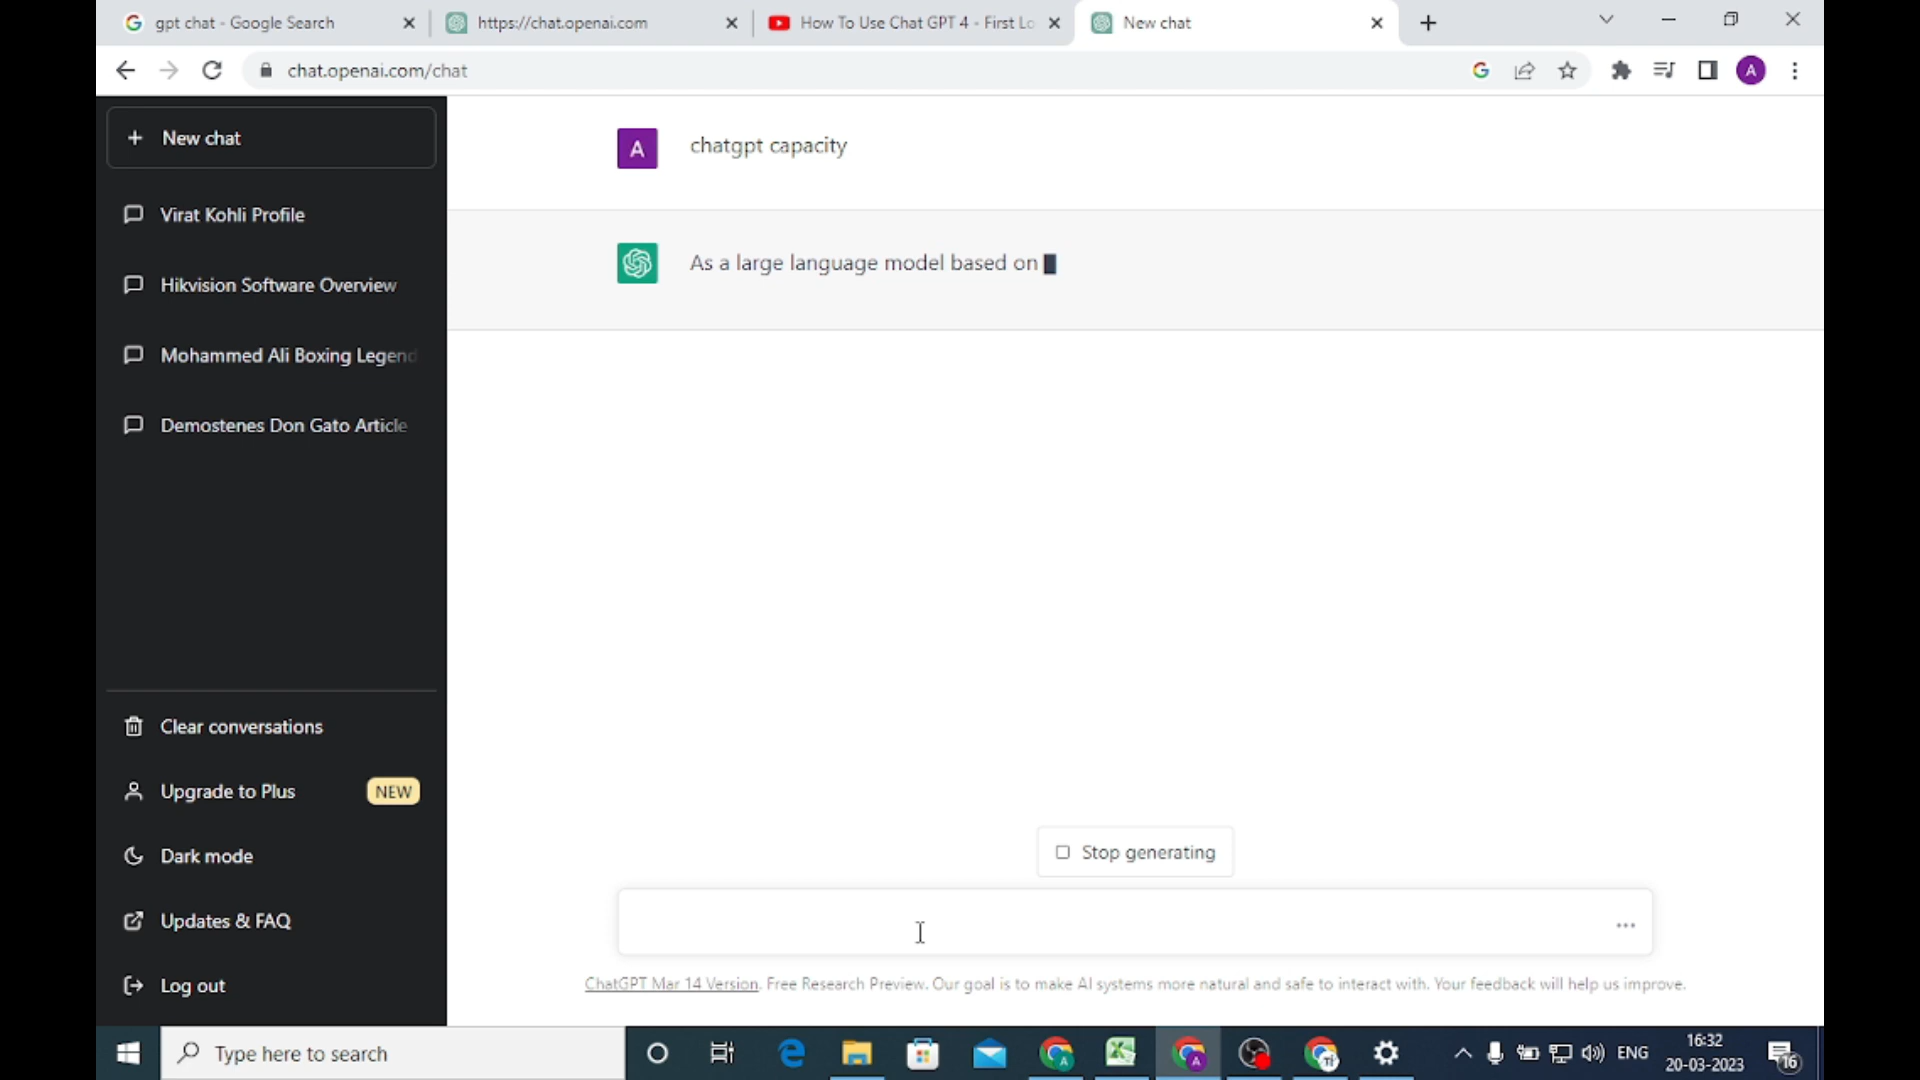 gpt chat - Google Search
https://chat.openai.com
How To Use Chat GPT 4 - First Lo
New chat
chat.openai.com/chat
A
New chat
Virat Kohli Profile
Hikvision Software Overview
Mohammed Ali Boxing Legend
Demostenes Don Gato Article
Clear conversations
Upgrade to Plus
NEW
Dark mode
Updates & FAQ
Log out
A
chatgpt capacity
As a large language model based on
Stop generating
ChatGPT Mar 14 Version. Free Research Preview. Our goal is to make AI systems more natural and safe to interact with. Your feedback will help us improve.
Type here to search
ENG
16:32
20-03-2023
16